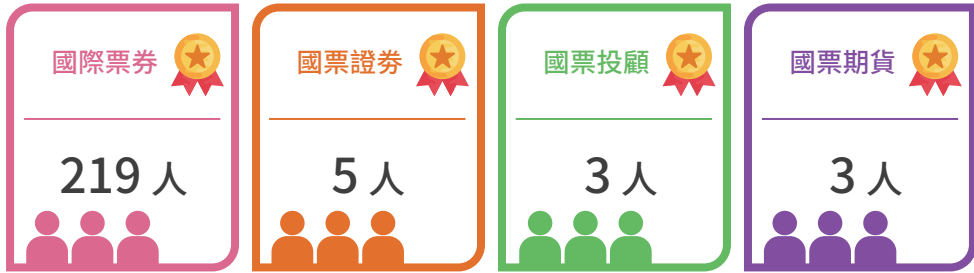 國際票券
219 人
國票證券
5 人
國票投顧
3 人
國票期貨
3 人